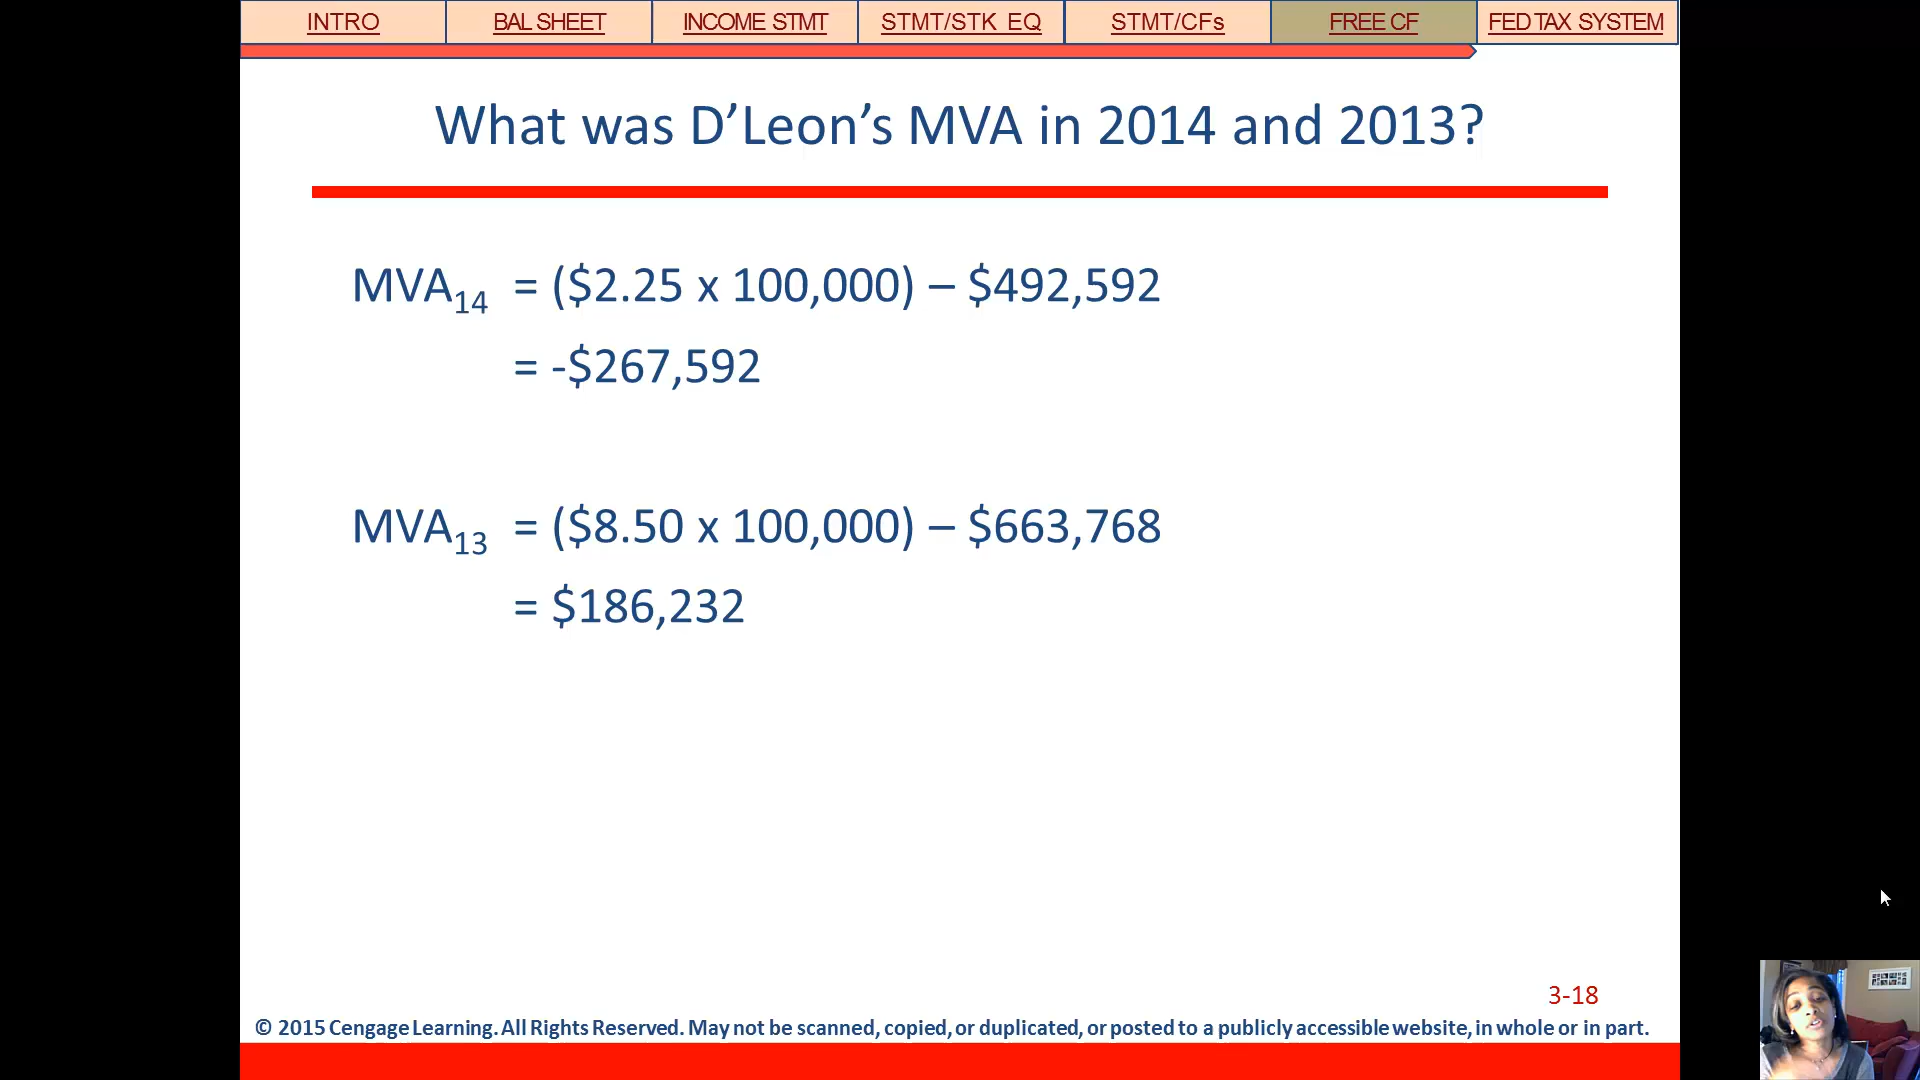 INTRO BAL SHEET INCOME STMT STMT/STK EQ STMT/CFs FREE CF FED TAX SYSTEM
What was D’Leon’s MVA in 2014 and 2013?
MVA14 = ($2.25 x 100,000) – $492,592
= -$267,592
MVA13 = ($8.50 x 100,000) – $663,768
= $186,232
3-18
© 2015 Cengage Learning. All Rights Reserved. May not be scanned, copied, or duplicated, or posted to a publicly accessible website, in whole or in part.